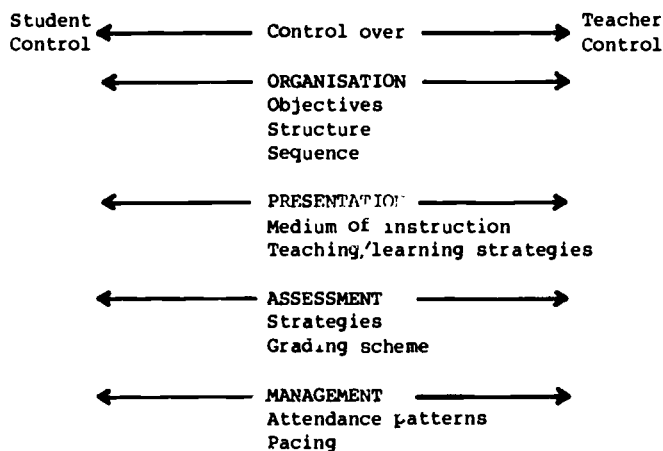 Student Control over Teacher
Control Control
ORGANISATION
Objectives
Structure
Sequence
PRESENTATION
Medium of instruction
Teaching/learning strategies
ASSESSMENT
Strategies
Grading scheme
MANAGEMENT
Attendance patterns
Pacing